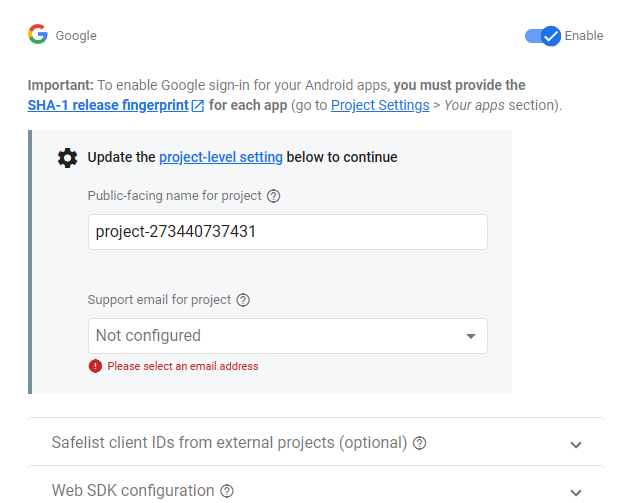 Google
Enable
Important: To enable Google sign-in for your Android apps, you must provide the
SHA-1 release fingerprint for each app (go to Project Settings > Your apps section).
Update the project-level setting below to continue
Public-facing name for project
project-273440737431
Support email for project
Not configured
Please select an email address
Safelist client IDs from external projects (optional)
Web SDK configuration